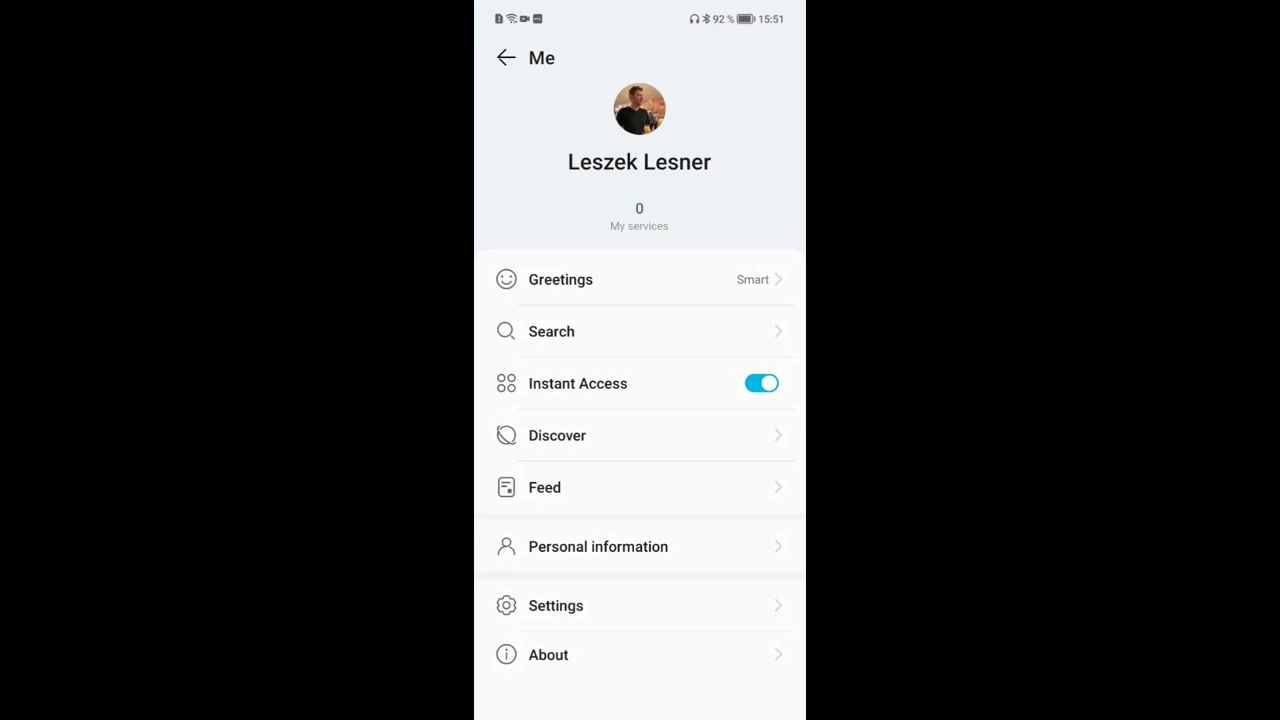 92 % 15:51
Me
Leszek Lesner
0
My services
Greetings Smart
Search
Instant Access
Discover
Feed
Personal information
Settings
About